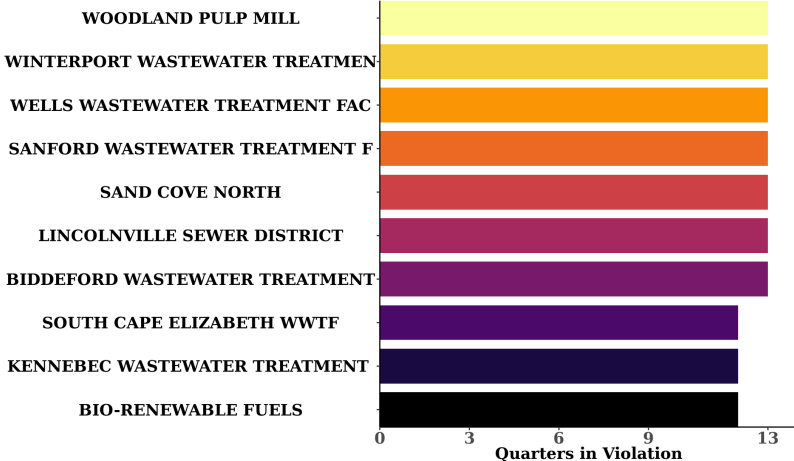 WOODLAND PULP MILL
WINTERPORT WASTEWATER TREATMEN
WELLS WASTEWATER TREATMENT FAC
SANFORD WASTEWATER TREATMENT F
SAND COVE NORTH
LINCOLNVILLE SEWER DISTRICT
BIDDEFORD WASTEWATER TREATMENT
SOUTH CAPE ELIZABETH WWTF
KENNEBEC WASTEWATER TREATMENT
BIO-RENEWABLE FUELS
0 3 6 9 13
Quarters in Violation